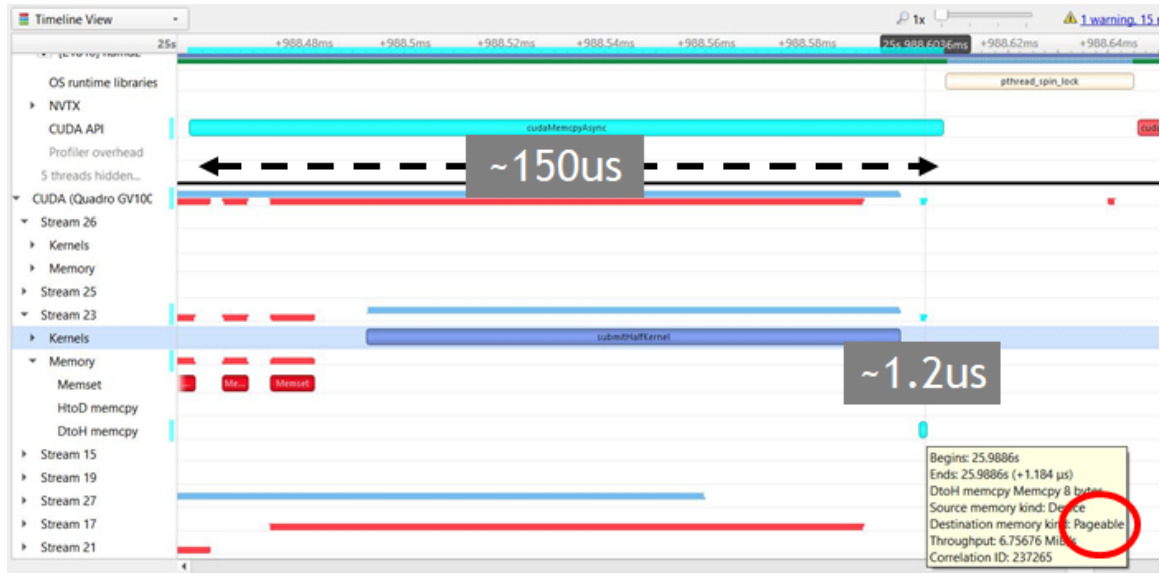 Timeline View
1x
1 warning, 15
25s
+988.48ms
+988.5ms
+988.52ms
+988.54ms
+988.56ms
+988.58ms
25s 988.6036ms
+988.62ms
+988.64ms
OS runtime libraries
pthread_spin_lock
NVTX
CUDA API
cudaMemcpyAsync
cuda
Profiler overhead
~150us
5 threads hidden...
CUDA (Quadro GV10C
Stream 26
Kernels
Memory
Stream 25
Stream 23
Kernels
submitHalfKernel
Memory
~1.2us
Memset
Me...
Memset
HtoD memcpy
DtoH memcpy
Stream 15
Begins: 25.9886s
Stream 19
Ends: 25.9886s (+1.184 µs)
DtoH memcpy Memcpy 8 bytes
Stream 27
Source memory kind: Device
Stream 17
Destination memory kind: Pageable
Throughput: 6.75676 MiB/s
Stream 21
Correlation ID: 237265